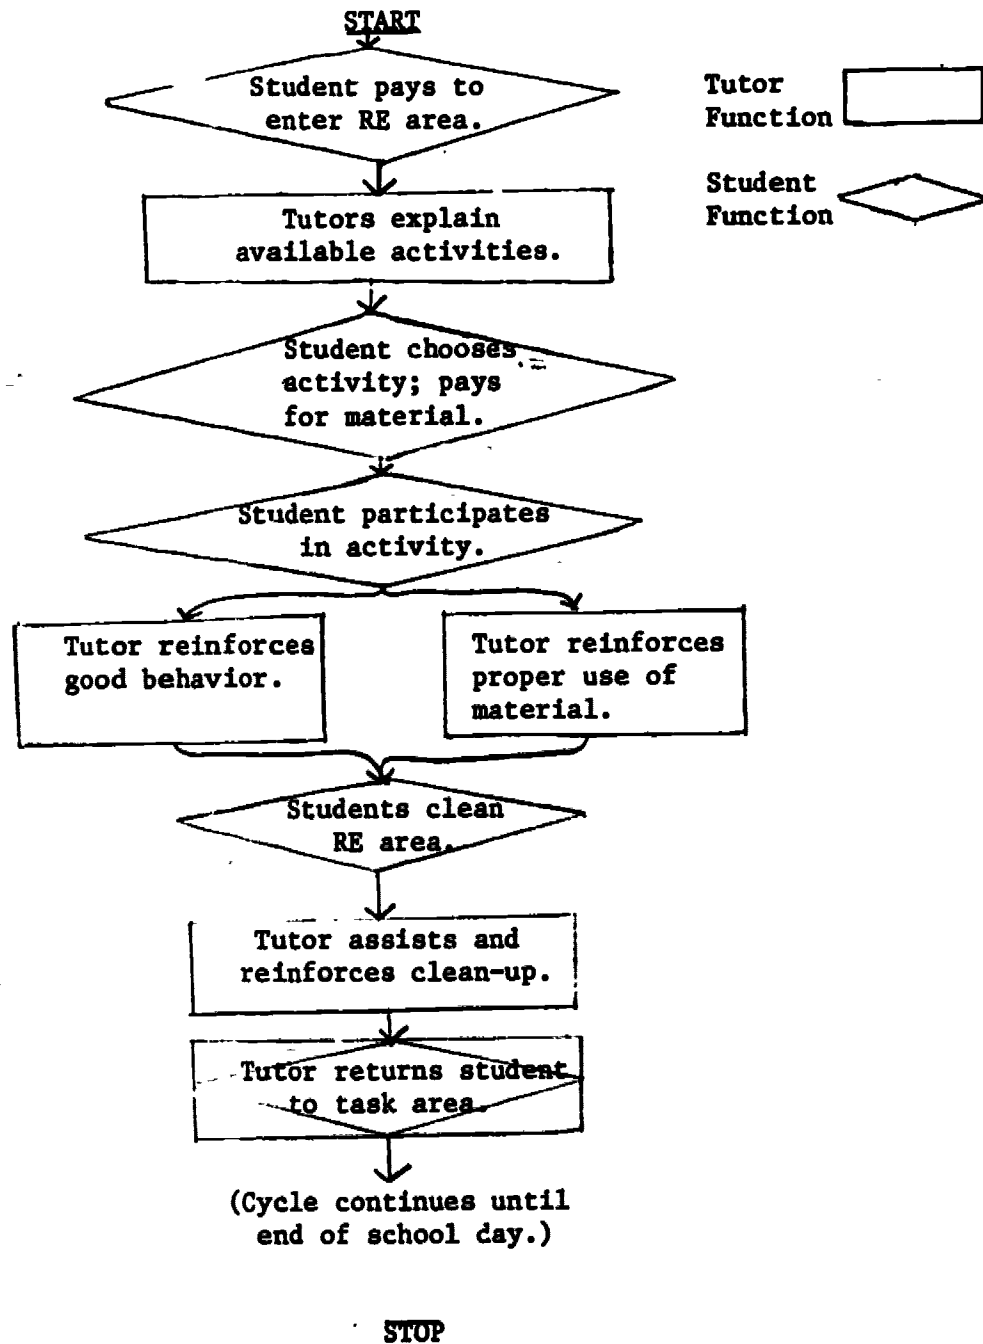 START
Student pays to
enter RE area.
Tutor
Function
Student
Function
Tutors explain
available activities.
Student chooses
activity; pays
for material.
Student participates
in activity.
Tutor reinforces
good behavior.
Tutor reinforces
proper use of
material.
Students clean
RE area.
Tutor assists and
reinforces clean-up.
Tutor returns student
to task area.
(Cycle continues until
end of school day.)
STOP